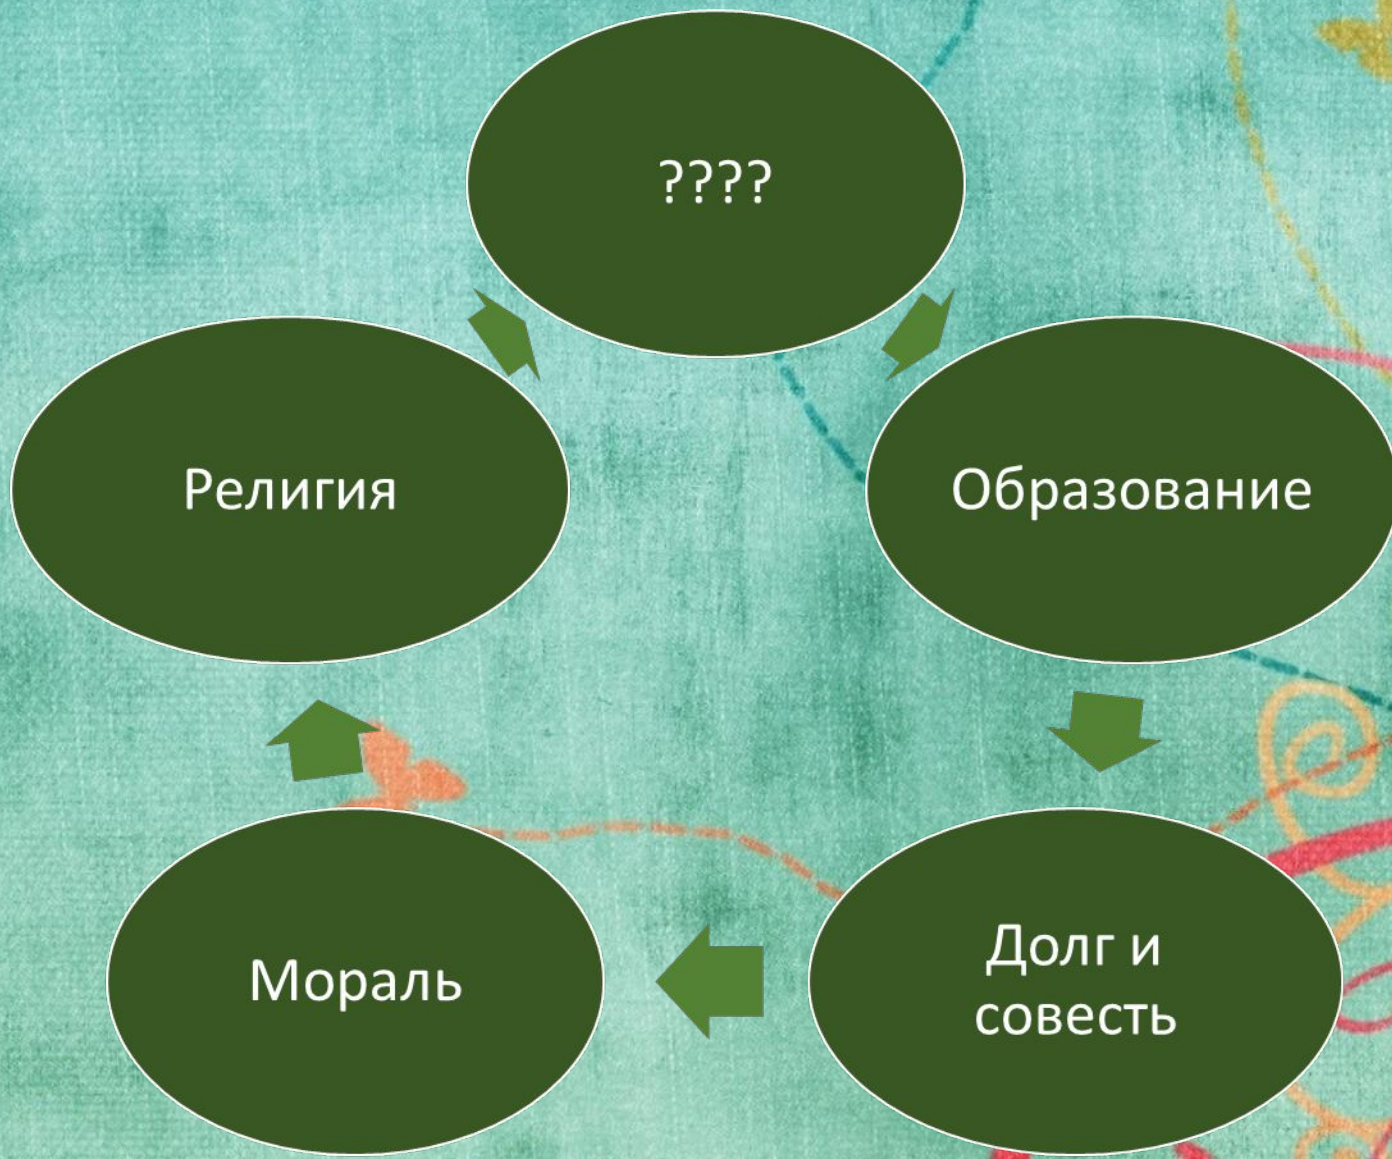 ????
Религия
Образование
Мораль
Долг и
совесть